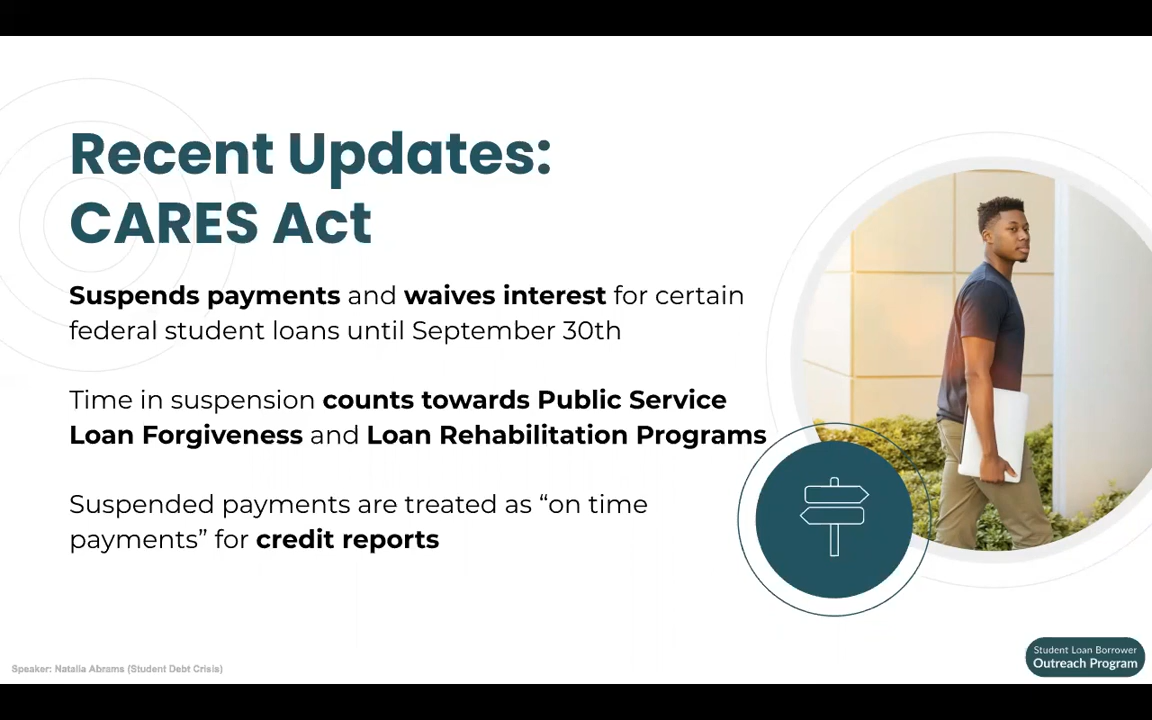 Recent Updates:
CARES Act
Suspends payments and waives interest for certain
federal student loans until September 30th
Time in suspension counts towards Public Service
Loan Forgiveness and Loan Rehabilitation Programs
Suspended payments are treated as “on time
payments” for credit reports
Speaker: Natalia Abrams (Student Debt Crisis)
Student Loan Borrower
Outreach Program